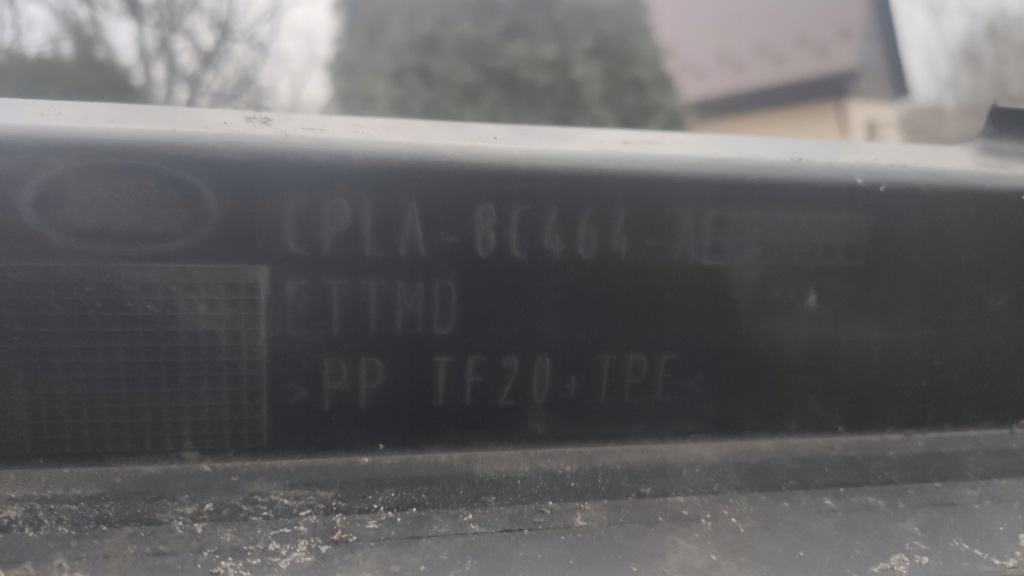 CPLA-8C464-AE
ETTMD
>PP TF20+TPE<